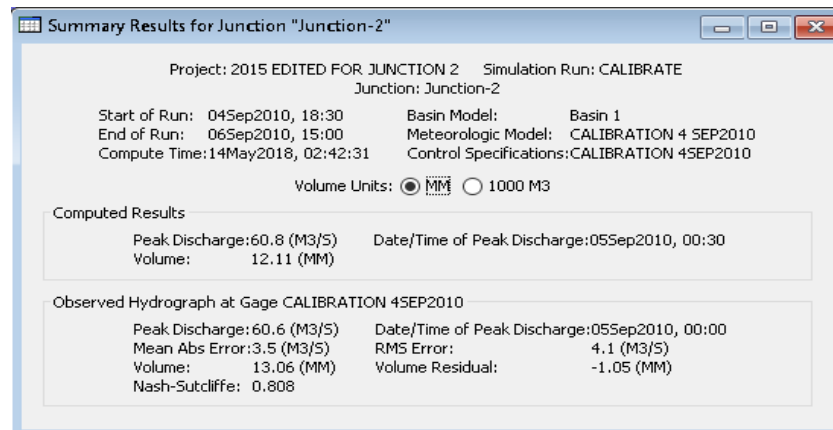 Summary Results for Junction "Junction-2"
Project: 2015 EDITED FOR JUNCTION 2 Simulation Run: CALIBRATE
Junction: Junction-2
Start of Run: 04Sep2010, 18:30 Basin Model: Basin 1
End of Run: 06Sep2010, 15:00 Meteorologic Model: CALIBRATION 4 SEP2010
Compute Time:14May2018, 02:42:31 Control Specifications:CALIBRATION 4SEP2010
Volume Units: MM 1000 M3
Computed Results
Peak Discharge:60.8 (M3/S) Date/Time of Peak Discharge:05Sep2010, 00:30
Volume: 12.11 (MM)
Observed Hydrograph at Gage CALIBRATION 4SEP2010
Peak Discharge:60.6 (M3/S) Date/Time of Peak Discharge:05Sep2010, 00:00
Mean Abs Error:3.5 (M3/S) RMS Error: 4.1 (M3/S)
Volume: 13.06 (MM) Volume Residual: -1.05 (MM)
Nash-Sutcliffe: 0.808